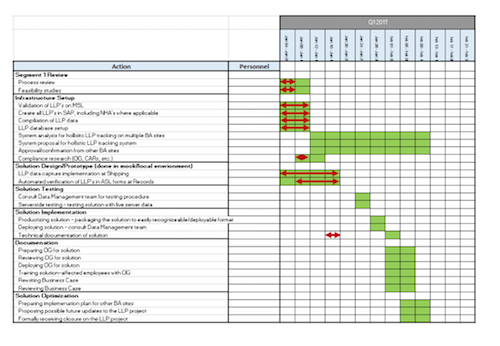 Q1 2017
Action Personnel
Segment 1 Review
Process review
Feasibility studies
Infrastructure Setup
Validation of LLP's on MSL
Create all LLP's in SAP, including NHA's where applicable
Compilation of LLP data
LLP database setup
System analysis for holistic LLP tracking on multiple BA sites
System proposal for holistic LLP tracking system
Approval/confirmation from other BA sites
Compliance research (OG, CARs, etc.)
Solution Design/Prototype (done in mock/local environment)
LLP data capture implementation at Shipping
Automated verification of LLP's in ASL forms at Records
Solution Testing
Consult Data Management team for testing procedure
Serverside testing - testing solution with live server data
Solution Implementation
Productizing solution - packaging the solution to easily recognizeable/deployable format
Deploying solution - consult Data Management team
Technical documentation of solution
Documenation
Preparing OG for solution
Reviewing OG for solution
Deploying OG for solution
Training solution-affected employees with OG
Rewriting Business Case
Reviewing Business Case
Solution Optimization
Preparing implementation plan for other BA sites
Proposing possible future updates to the LLP project
Formally receiving closure on the LLP project